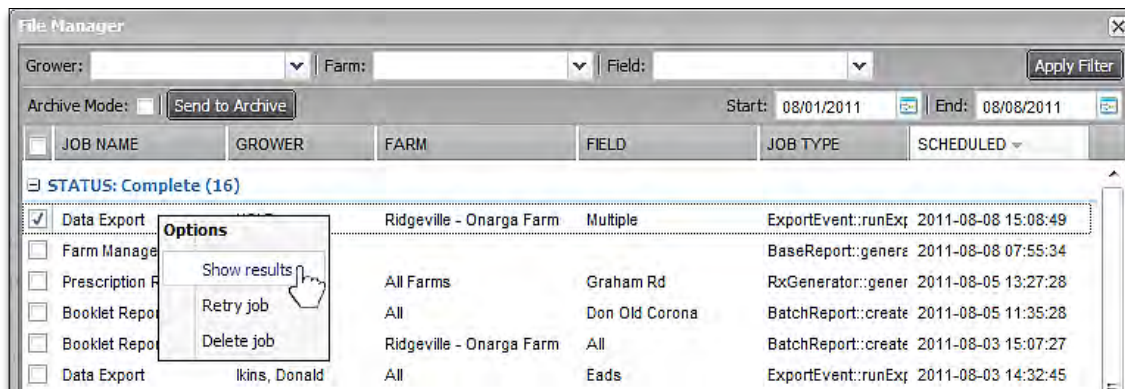 File Manager
Grower: Farm: Field: Apply Filter
Archive Mode: Send to Archive Start: 08/01/2011 End: 08/08/2011
JOB NAME GROWER FARM FIELD JOB TYPE SCHEDULED
STATUS: Complete (16)
Data Export Ridgeville - Onarga Farm Multiple ExportEvent::runExp 2011-08-08 15:08:49
Options
Farm Manage BaseReport::genera 2011-08-08 07:55:34
Show results
Prescription R All Farms Graham Rd RxGenerator::gener 2011-08-05 13:27:28
Retry job
Booklet Repor All Don Old Corona BatchReport::create 2011-08-05 11:35:28
Delete job
Booklet Repor Ridgeville - Onarga Farm All BatchReport::create 2011-08-03 15:07:27
Data Export lkins, Donald All Eads ExportEvent::runExp 2011-08-03 14:32:45